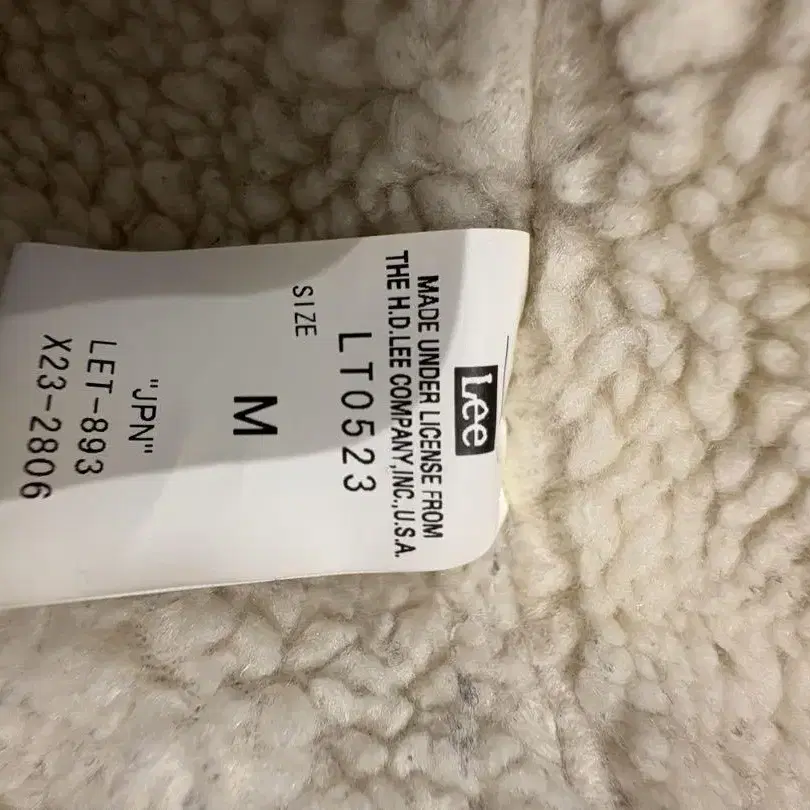 Lee
MADE UNDER LICENSE FROM
THE H.D.LEE COMPANY,INC.,U.S.A.
LT0523
SIZE
M
"JPN"
LET-893
X23-2806